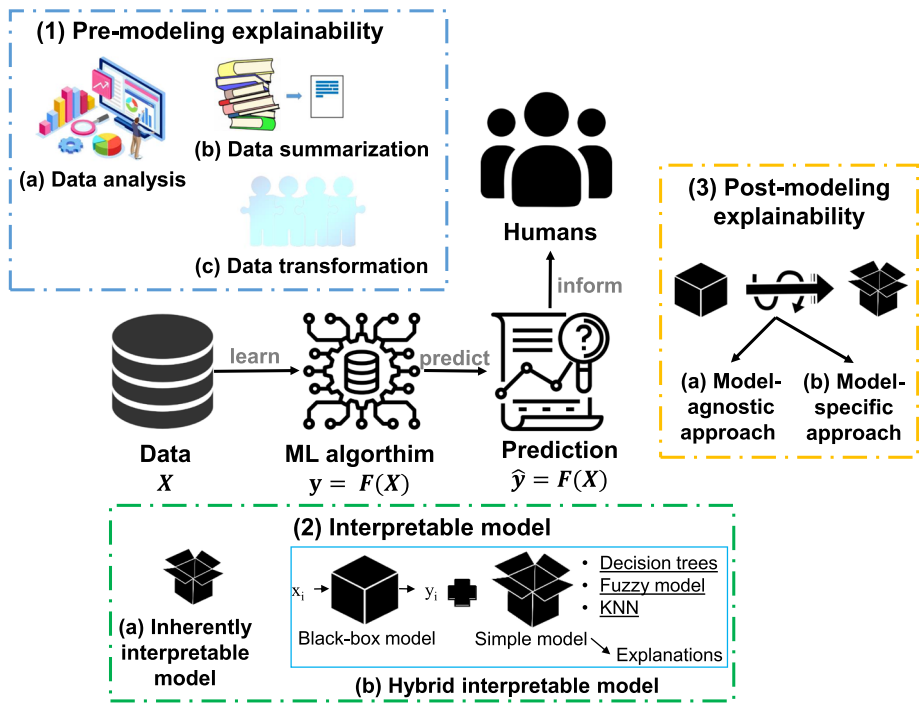 (1) Pre-modeling explainability
(a) Data analysis
(b) Data summarization
(c) Data transformation
Humans
inform
(3) Post-modeling
explainability
(a) Model-
agnostic
approach
(b) Model-
specific
approach
learn
predict
?
Data
X
ML algorthim
y = F(X)
Prediction
ŷ = F(X)
(2) Interpretable model
(a) Inherently
interpretable
model
xᵢ
yᵢ
Black-box model
Simple model
• Decision trees
• Fuzzy model
• KNN
Explanations
(b) Hybrid interpretable model